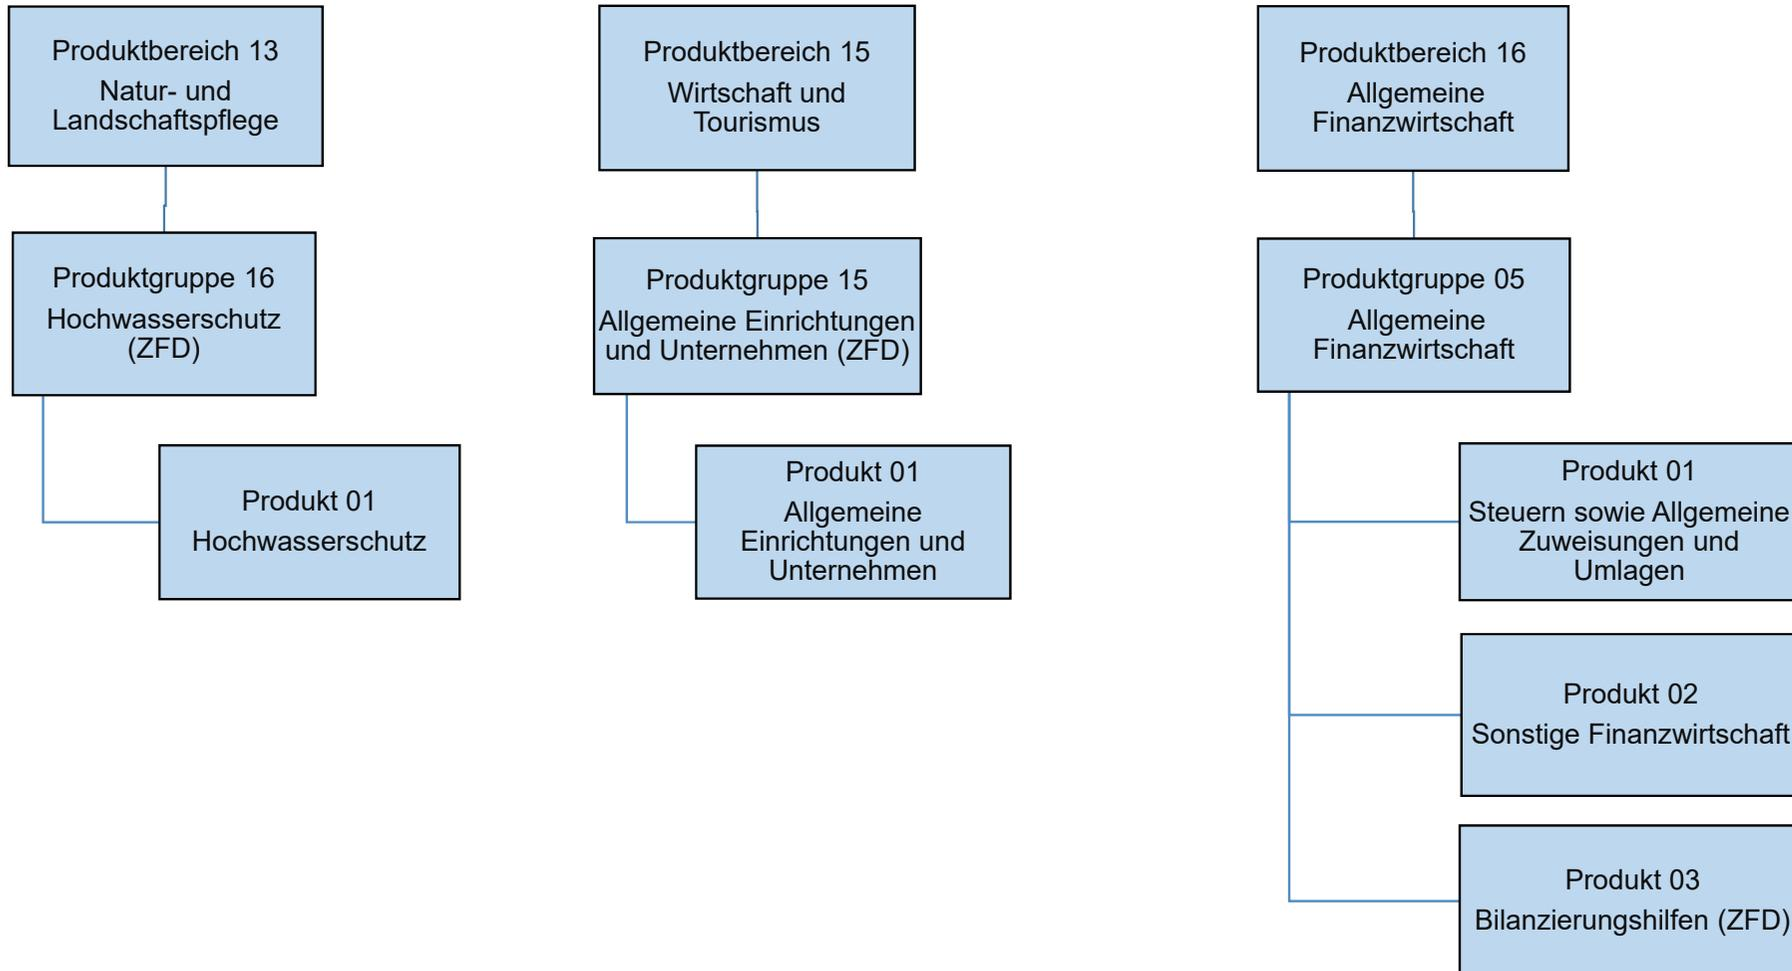 Produktbereich 13
Natur- und
Landschaftspflege
Produktgruppe 16
Hochwasserschutz
(ZFD)
Produkt 01
Hochwasserschutz
Produktbereich 15
Wirtschaft und
Tourismus
Produktgruppe 15
Allgemeine Einrichtungen
und Unternehmen (ZFD)
Produkt 01
Allgemeine
Einrichtungen und
Unternehmen
Produktbereich 16
Allgemeine
Finanzwirtschaft
Produktgruppe 05
Allgemeine
Finanzwirtschaft
Produkt 01
Steuern sowie Allgemeine
Zuweisungen und
Umlagen
Produkt 02
Sonstige Finanzwirtschaft
Produkt 03
Bilanzierungshilfen (ZFD)